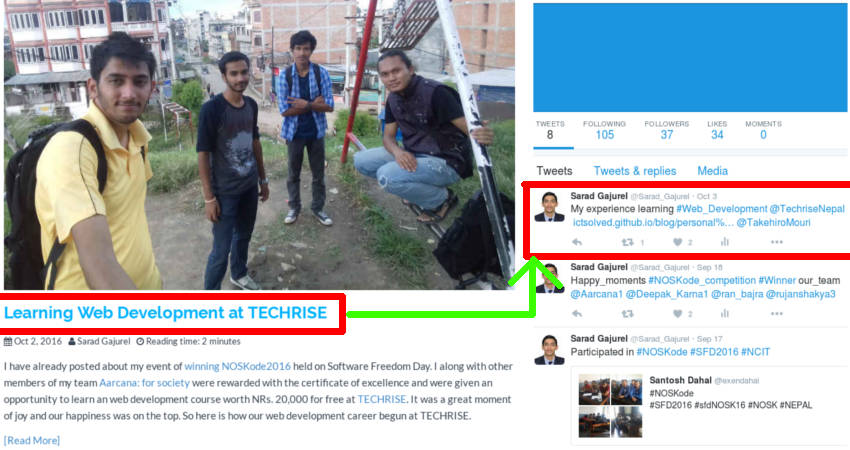 Learning Web Development at TECHRISE
Oct 2, 2016 Sarad Gajurel Reading time: 2 minutes
I have already posted about my event of winning NOSKode2016 held on Software Freedom Day. I along with other
members of my team Aarcana: for society were rewarded with the certificate of excellence and were given an
opportunity to learn an web development course worth NRs. 20,000 for free at TECHRISE. It was a great moment
of joy and our happiness was on the top. So here is how our web development career begun at TECHRISE.
[Read More]
TWEETS FOLLOWING FOLLOWERS LIKES MOMENTS
8 105 37 34 0
Tweets Tweets & replies Media
Sarad Gajurel @Sarad_Gajurel · Oct 3
My experience learning #Web_Development @TechriseNepal
ictsolved.github.io/blog/personal%... @TakehiroMouri
1 2
Sarad Gajurel @Sarad_Gajurel · Sep 18
Happy_moments #NOSKode_competition #Winner our_team
@Aarcana1 @Deepak_Karna1 @ran_bajra @rujanshakya3
2
Sarad Gajurel @Sarad_Gajurel · Sep 17
Participated in #NOSKode #SFD2016 #NCIT
Santosh Dahal @exendahal
#NOSKode
#SFD2016 #sfdNOSK16 #NOSK #NEPAL